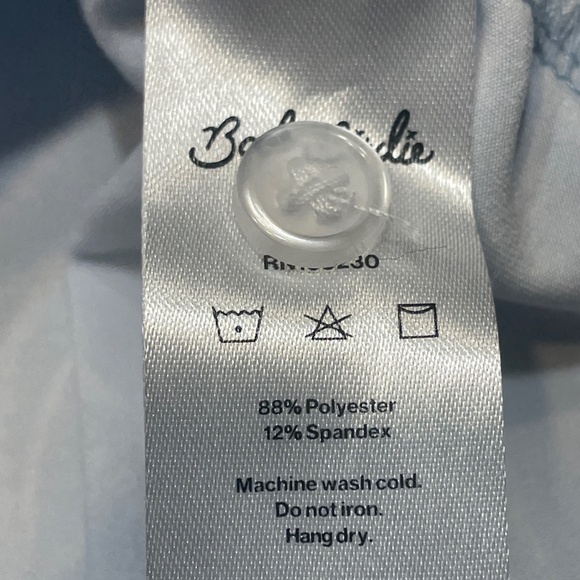 88% Polyester
12% Spandex
Machine wash cold.
Do not iron.
Hang dry.